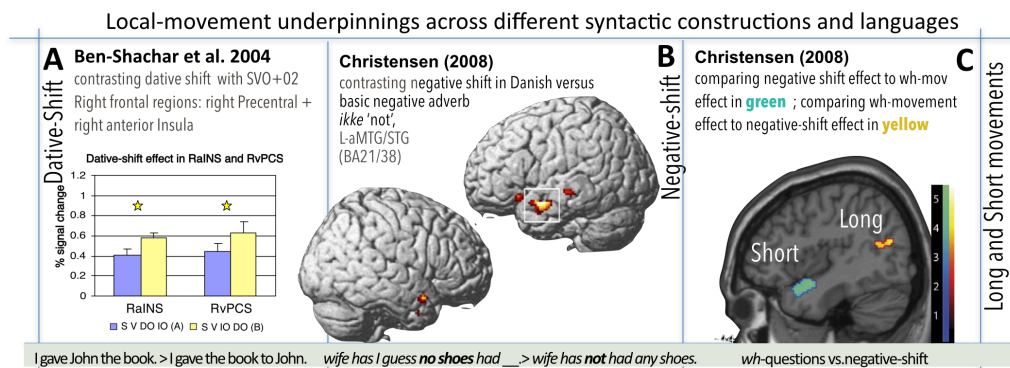 Local-movement underpinnings across different syntactic constructions and languages
A
Dative-Shift
Ben-Shachar et al. 2004
contrasting dative shift with SVO+02
Right frontal regions: right Precentral +
right anterior Insula
Dative-shift effect in RaINS and RvPCS
% signal change
1.2
1
0.8
0.6
0.4
0.2
0
RaINS
RvPCS
S V DO IO (A)
S V IO DO (B)
B
Negative-shift
Christensen (2008)
contrasting negative shift in Danish versus
basic negative adverb
ikke 'not',
L-aMTG/STG
(BA21/38)
C
Long and Short movements
Christensen (2008)
comparing negative shift effect to wh-mov
effect in green ; comparing wh-movement
effect to negative-shift effect in yellow
Long
Short
5
4
3
2
1
I gave John the book. > I gave the book to John.
wife has I guess no shoes had __.> wife has not had any shoes.
wh-questions vs.negative-shift